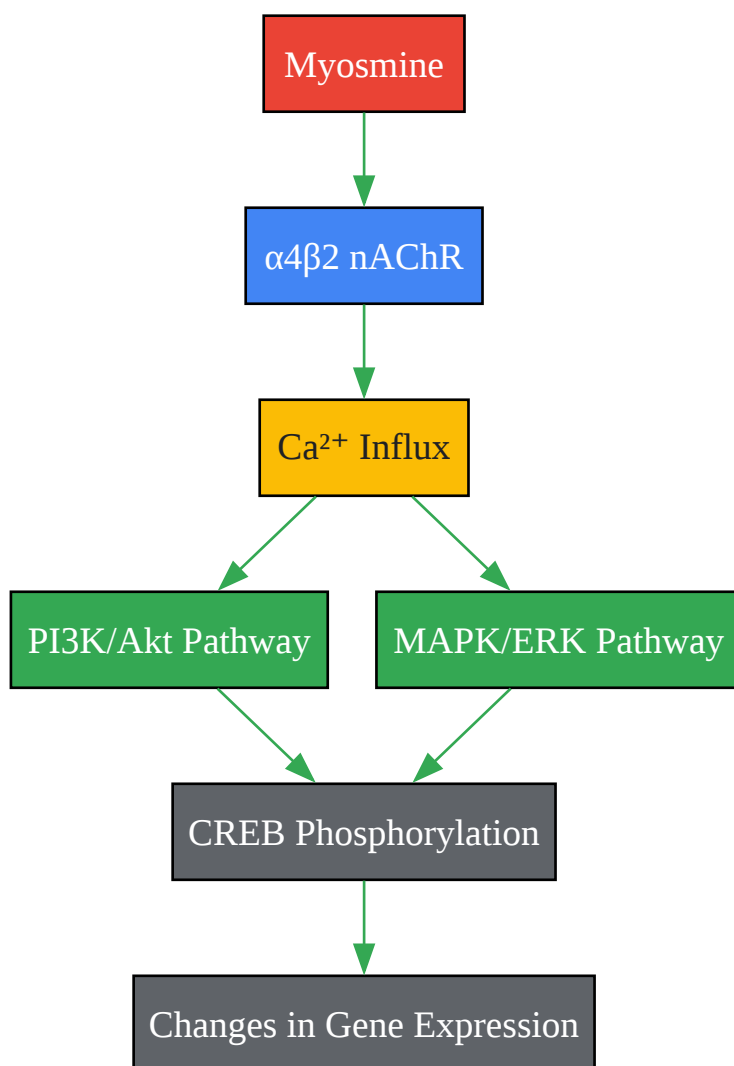 Myosmine
α4β2 nAChR
Ca²⁺ Influx
PI3K/Akt Pathway
MAPK/ERK Pathway
CREB Phosphorylation
Changes in Gene Expression